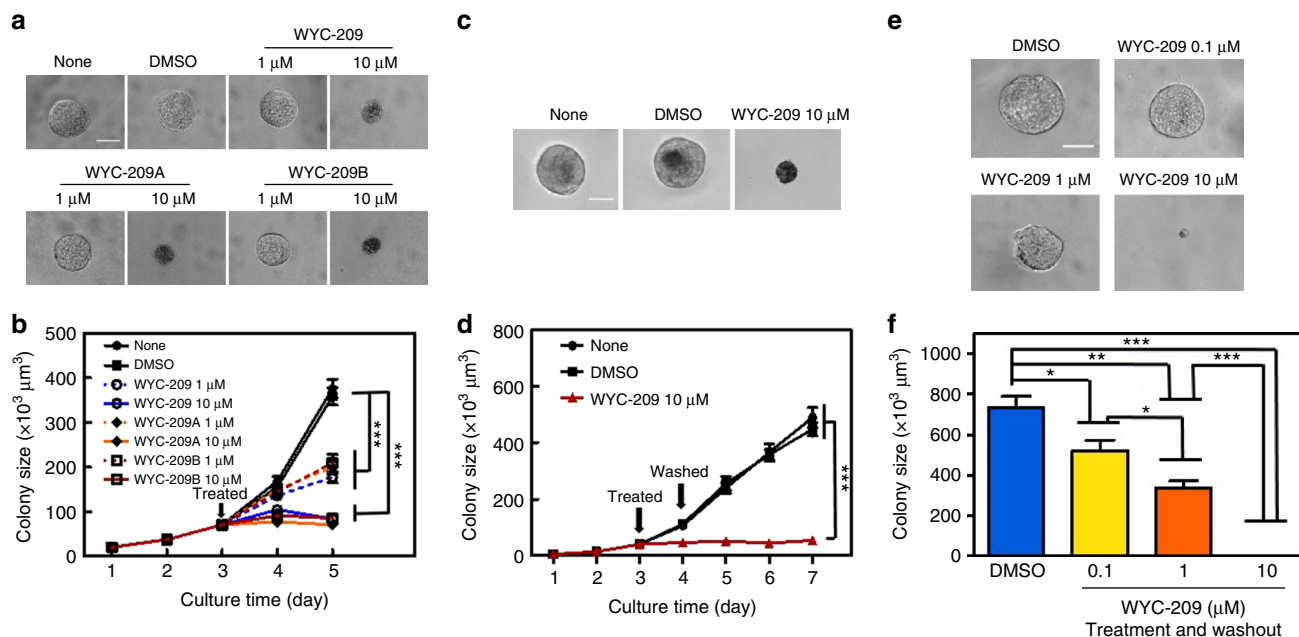 a
WYC-209
None
DMSO
1 μM
10 μM
WYC-209A
WYC-209B
1 μM
10 μM
1 μM
10 μM
b
500
400
300
200
100
0
Colony size (×10³ μm³)
None
DMSO
WYC-209 1 μM
WYC-209 10 μM
WYC-209A 1 μM
WYC-209A 10 μM
WYC-209B 1 μM
WYC-209B 10 μM
Treated
***
***
1 2 3 4 5
Culture time (day)
c
None
DMSO
WYC-209 10 μM
d
800
600
400
200
0
Colony size (×10³ μm³)
None
DMSO
WYC-209 10 μM
Washed
Treated
***
1 2 3 4 5 6 7
Culture time (day)
e
DMSO
WYC-209 0.1 μM
WYC-209 1 μM
WYC-209 10 μM
f
1000
800
600
400
200
0
Colony size (×10³ μm³)
***
**
***
*
*
DMSO
0.1 1 10
WYC-209 (μM)
Treatment and washout